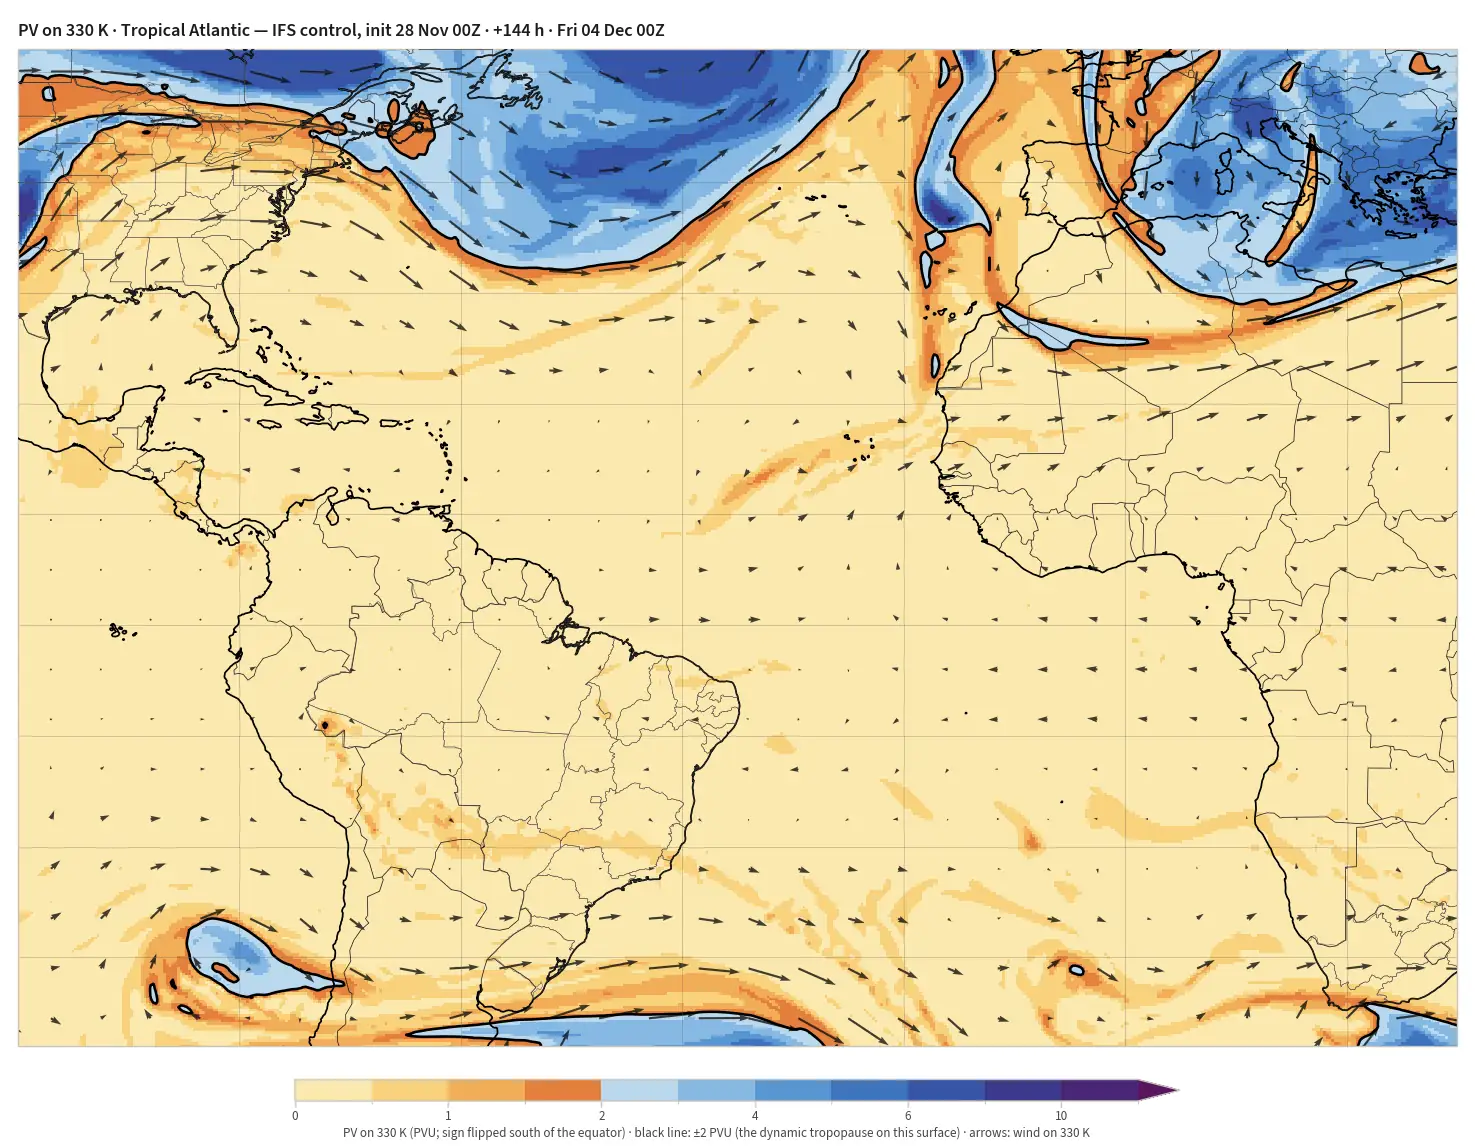 PV on 330 K · Tropical Atlantic — IFS control, init 28 Nov 00Z · +144 h · Fri 04 Dec 00Z
0 1 2 4 6 10
PV on 330 K (PVU; sign flipped south of the equator) · black line: ±2 PVU (the dynamic tropopause on this surface) · arrows: wind on 330 K